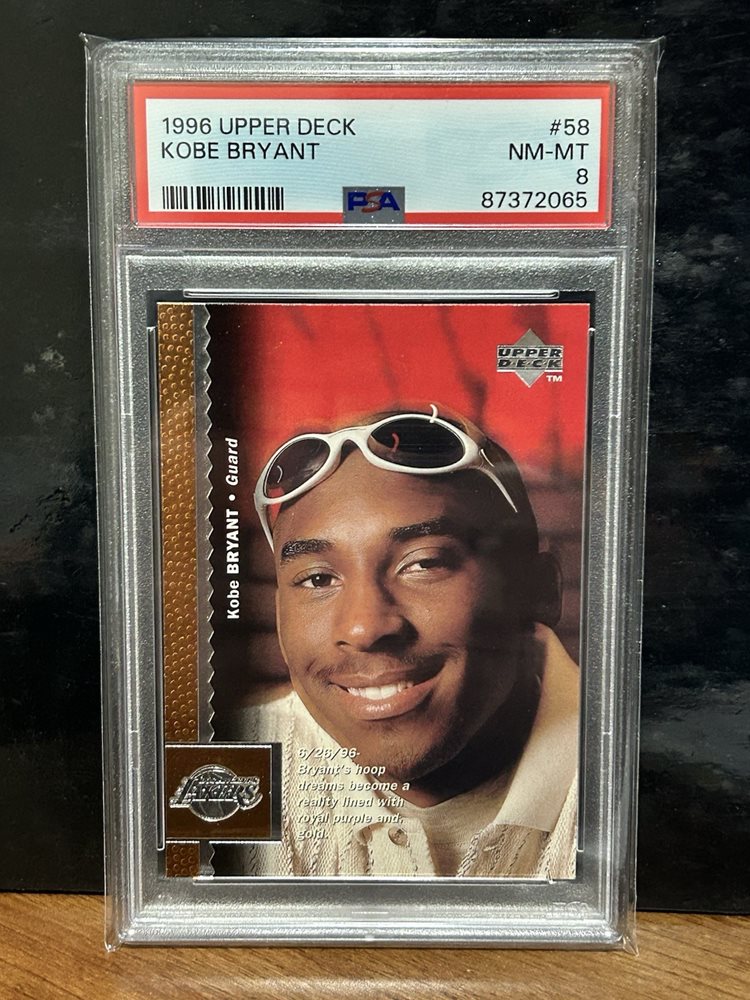 1996 UPPER DECK #58
KOBE BRYANT NM-MT
8
PSA 87372065
UPPER
DECK
TM
Kobe BRYANT • Guard
LAKERS
6/26/96-
Bryant's hoop
dreams become a
reality lined with
royal purple and
gold.